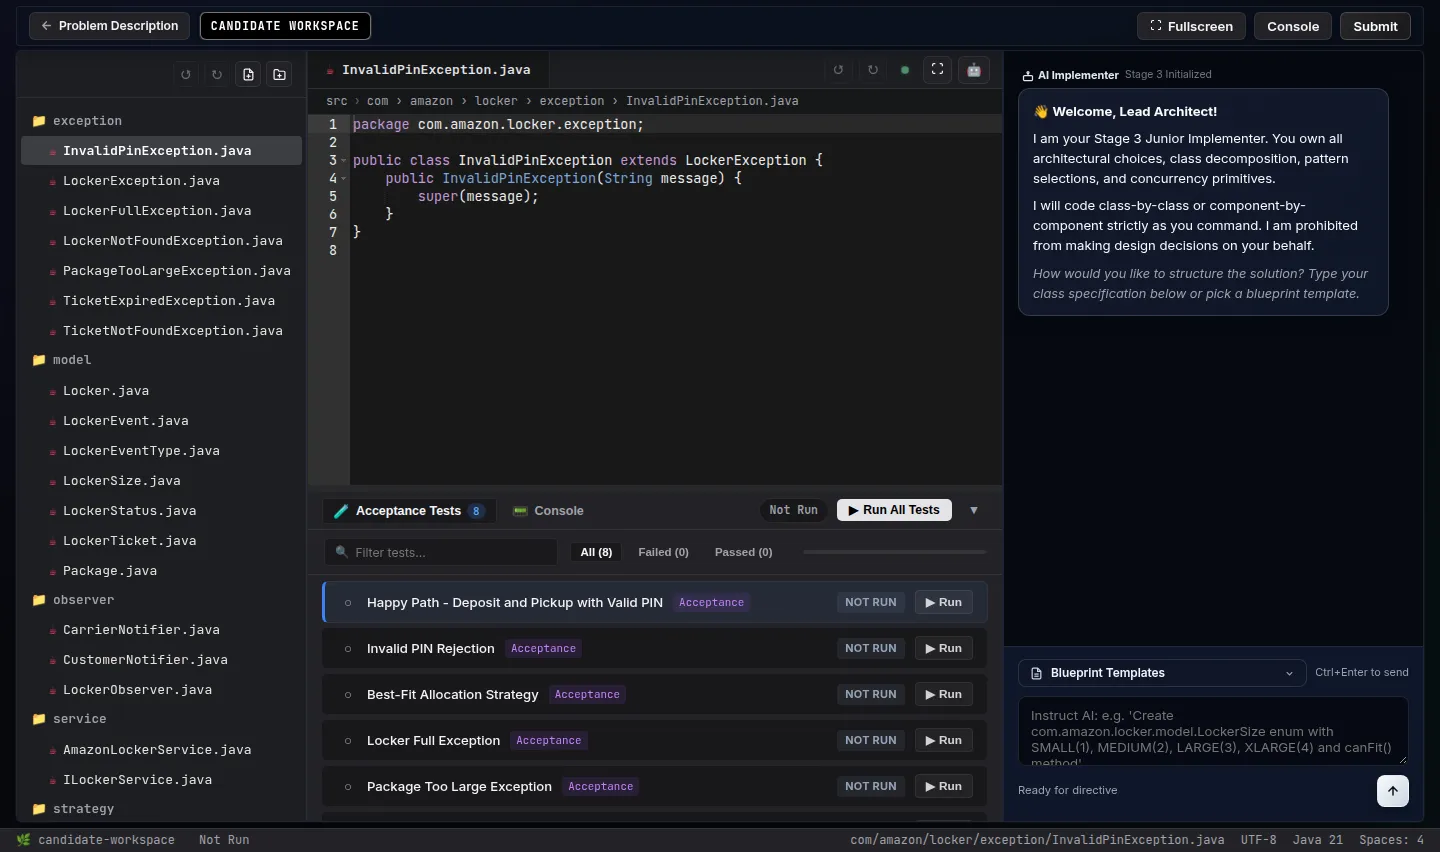 Problem Description
CANDIDATE WORKSPACE
Fullscreen
Console
Submit
exception
InvalidPinException.java
LockerException.java
LockerFullException.java
LockerNotFoundException.java
PackageTooLargeException.java
TicketExpiredException.java
TicketNotFoundException.java
model
Locker.java
LockerEvent.java
LockerEventType.java
LockerSize.java
LockerStatus.java
LockerTicket.java
Package.java
observer
CarrierNotifier.java
CustomerNotifier.java
LockerObserver.java
service
AmazonLockerService.java
ILockerService.java
strategy
InvalidPinException.java
src › com › amazon › locker › exception › InvalidPinException.java
1 package com.amazon.locker.exception;
2
3 public class InvalidPinException extends LockerException {
4 public InvalidPinException(String message) {
5 super(message);
6 }
7 }
8
Acceptance Tests 8
Console
Not Run
▶ Run All Tests
▼
Filter tests...
All (8)
Failed (0)
Passed (0)
Happy Path - Deposit and Pickup with Valid PIN Acceptance NOT RUN ▶ Run
Invalid PIN Rejection Acceptance NOT RUN ▶ Run
Best-Fit Allocation Strategy Acceptance NOT RUN ▶ Run
Locker Full Exception Acceptance NOT RUN ▶ Run
Package Too Large Exception Acceptance NOT RUN ▶ Run
AI Implementer Stage 3 Initialized
👋 Welcome, Lead Architect!
I am your Stage 3 Junior Implementer. You own all
architectural choices, class decomposition, pattern
selections, and concurrency primitives.
I will code class-by-class or component-by-
component strictly as you command. I am prohibited
from making design decisions on your behalf.
How would you like to structure the solution? Type your
class specification below or pick a blueprint template.
Blueprint Templates
Ctrl+Enter to send
Instruct AI: e.g. 'Create
com.amazon.locker.model.LockerSize enum with
SMALL(1), MEDIUM(2), LARGE(3), XLARGE(4) and canFit()
method'
Ready for directive
candidate-workspace
Not Run
com/amazon/locker/exception/InvalidPinException.java
UTF-8
Java 21
Spaces: 4